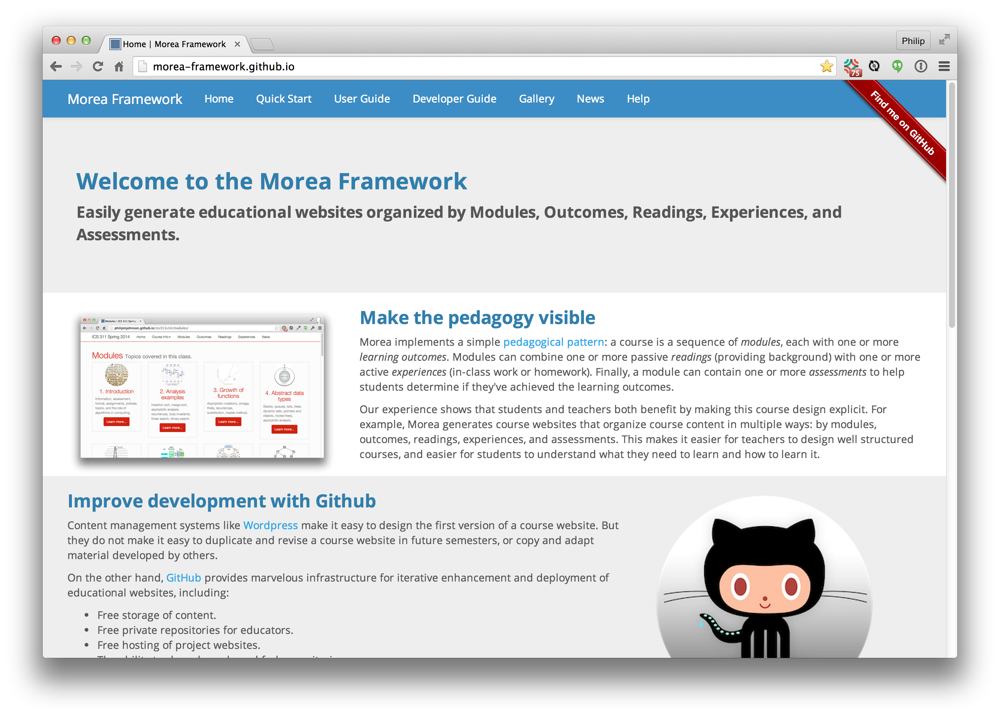 Home | Morea Framework
Philip
morea-framework.github.io
75
Morea Framework Home Quick Start User Guide Developer Guide Gallery News Help
Find me on GitHub
Welcome to the Morea Framework
Easily generate educational websites organized by Modules, Outcomes, Readings, Experiences, and
Assessments.
Modules | ICS 311 Spring
philipmjohnson.github.io/ics311s14/modules/
ICS 311 Spring 2014 Home Course Info Modules Outcomes Readings Experiences News
Modules Topics covered in this class.
1. Introduction
Information, assessment,
format, assignments, policies,
topics, and the role of
algorithms in computing.
Learn more...
2. Analysis
examples
Insertion sort, merge sort,
asymptotic analysis,
recurrences, loop invariants,
linear search, binary search.
Learn more...
3. Growth of
functions
Asymptotic notations, omega,
theta, recurrences,
substitution, master method.
Learn more...
4. Abstract data
types
Stacks, queues, lists, trees,
dynamic sets, pointers and
objects, rooted trees,
asymptotic analysis.
Learn more...
Make the pedagogy visible
Morea implements a simple pedagogical pattern: a course is a sequence of modules, each with one or more
learning outcomes. Modules can combine one or more passive readings (providing background) with one or more
active experiences (in-class work or homework). Finally, a module can contain one or more assessments to help
students determine if they've achieved the learning outcomes.
Our experience shows that students and teachers both benefit by making this course design explicit. For
example, Morea generates course websites that organize course content in multiple ways: by modules,
outcomes, readings, experiences, and assessments. This makes it easier for teachers to design well structured
courses, and easier for students to understand what they need to learn and how to learn it.
Improve development with Github
Content management systems like Wordpress make it easy to design the first version of a course website. But
they do not make it easy to duplicate and revise a course website in future semesters, or copy and adapt
material developed by others.
On the other hand, GitHub provides marvelous infrastructure for iterative enhancement and deployment of
educational websites, including:
• Free storage of content.
• Free private repositories for educators.
• Free hosting of project websites.